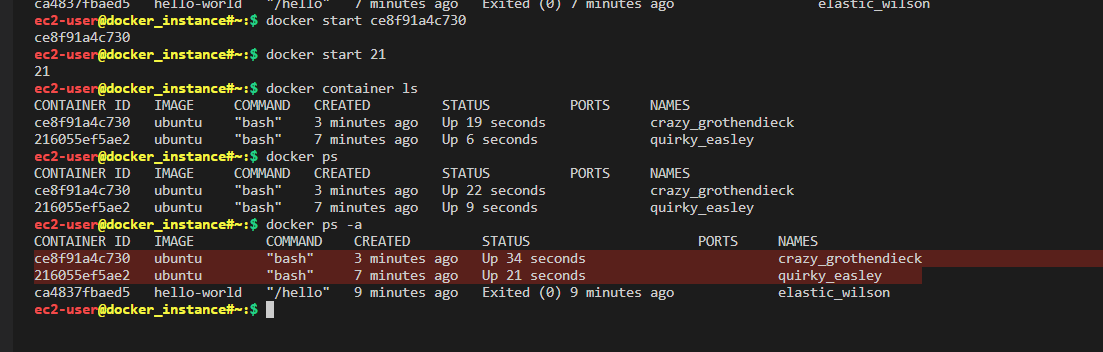 ca4837fbaed5   hello-world   "/hello"   7 minutes ago   Exited (0) 7 minutes ago             elastic_wilson
ec2-user@docker_instance#~:$ docker start ce8f91a4c730
ce8f91a4c730
ec2-user@docker_instance#~:$ docker start 21
21
ec2-user@docker_instance#~:$ docker container ls
CONTAINER ID   IMAGE     COMMAND   CREATED         STATUS          PORTS     NAMES
ce8f91a4c730   ubuntu    "bash"    3 minutes ago   Up 19 seconds             crazy_grothendieck
216055ef5ae2   ubuntu    "bash"    7 minutes ago   Up 6 seconds              quirky_easley
ec2-user@docker_instance#~:$ docker ps
CONTAINER ID   IMAGE     COMMAND   CREATED         STATUS          PORTS     NAMES
ce8f91a4c730   ubuntu    "bash"    3 minutes ago   Up 22 seconds             crazy_grothendieck
216055ef5ae2   ubuntu    "bash"    7 minutes ago   Up 9 seconds              quirky_easley
ec2-user@docker_instance#~:$ docker ps -a
CONTAINER ID   IMAGE         COMMAND    CREATED         STATUS                     PORTS     NAMES
ce8f91a4c730   ubuntu        "bash"     3 minutes ago   Up 34 seconds                        crazy_grothendieck
216055ef5ae2   ubuntu        "bash"     7 minutes ago   Up 21 seconds                        quirky_easley
ca4837fbaed5   hello-world   "/hello"   9 minutes ago   Exited (0) 9 minutes ago             elastic_wilson
ec2-user@docker_instance#~:$